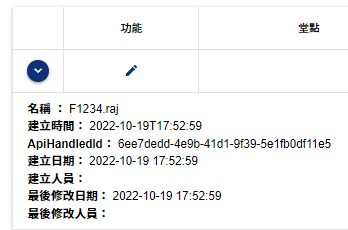 功能 堂點
名稱 : F1234.raj
建立時間: 2022-10-19T17:52:59
ApiHandledId: 6ee7dedd-4e9b-41d1-9f39-5e1fb0df11e5
建立日期: 2022-10-19 17:52:59
建立人員:
最後修改日期: 2022-10-19 17:52:59
最後修改人員: